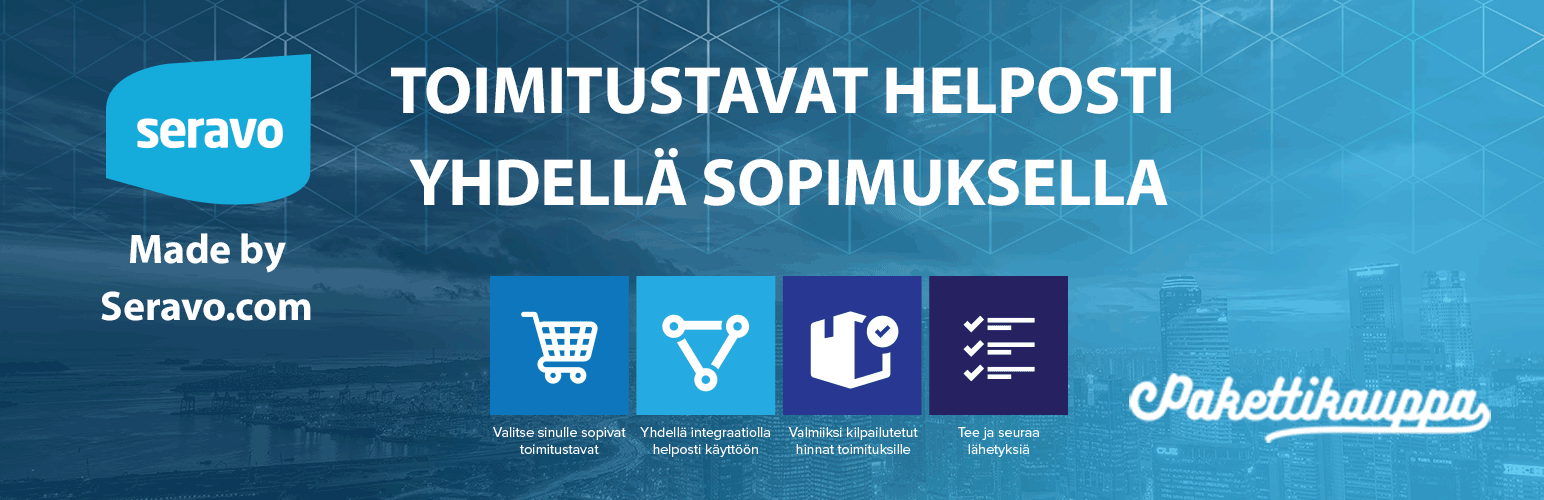 seravo
Made by
Seravo.com
TOIMITUSTAVAT HELPOSTI
YHDELLÄ SOPIMUKSELLA
Valitse sinulle sopivat
toimitustavat
Yhdellä integraatiolla
helposti käyttöön
Valmiiksi kilpailutetut
hinnat toimituksille
Tee ja seuraa
lähetyksiä
Pakettikauppa